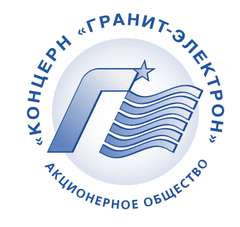 «КОНЦЕРН «ГРАНИТ-ЭЛЕКТРОН»
АКЦИОНЕРНОЕ ОБЩЕСТВО